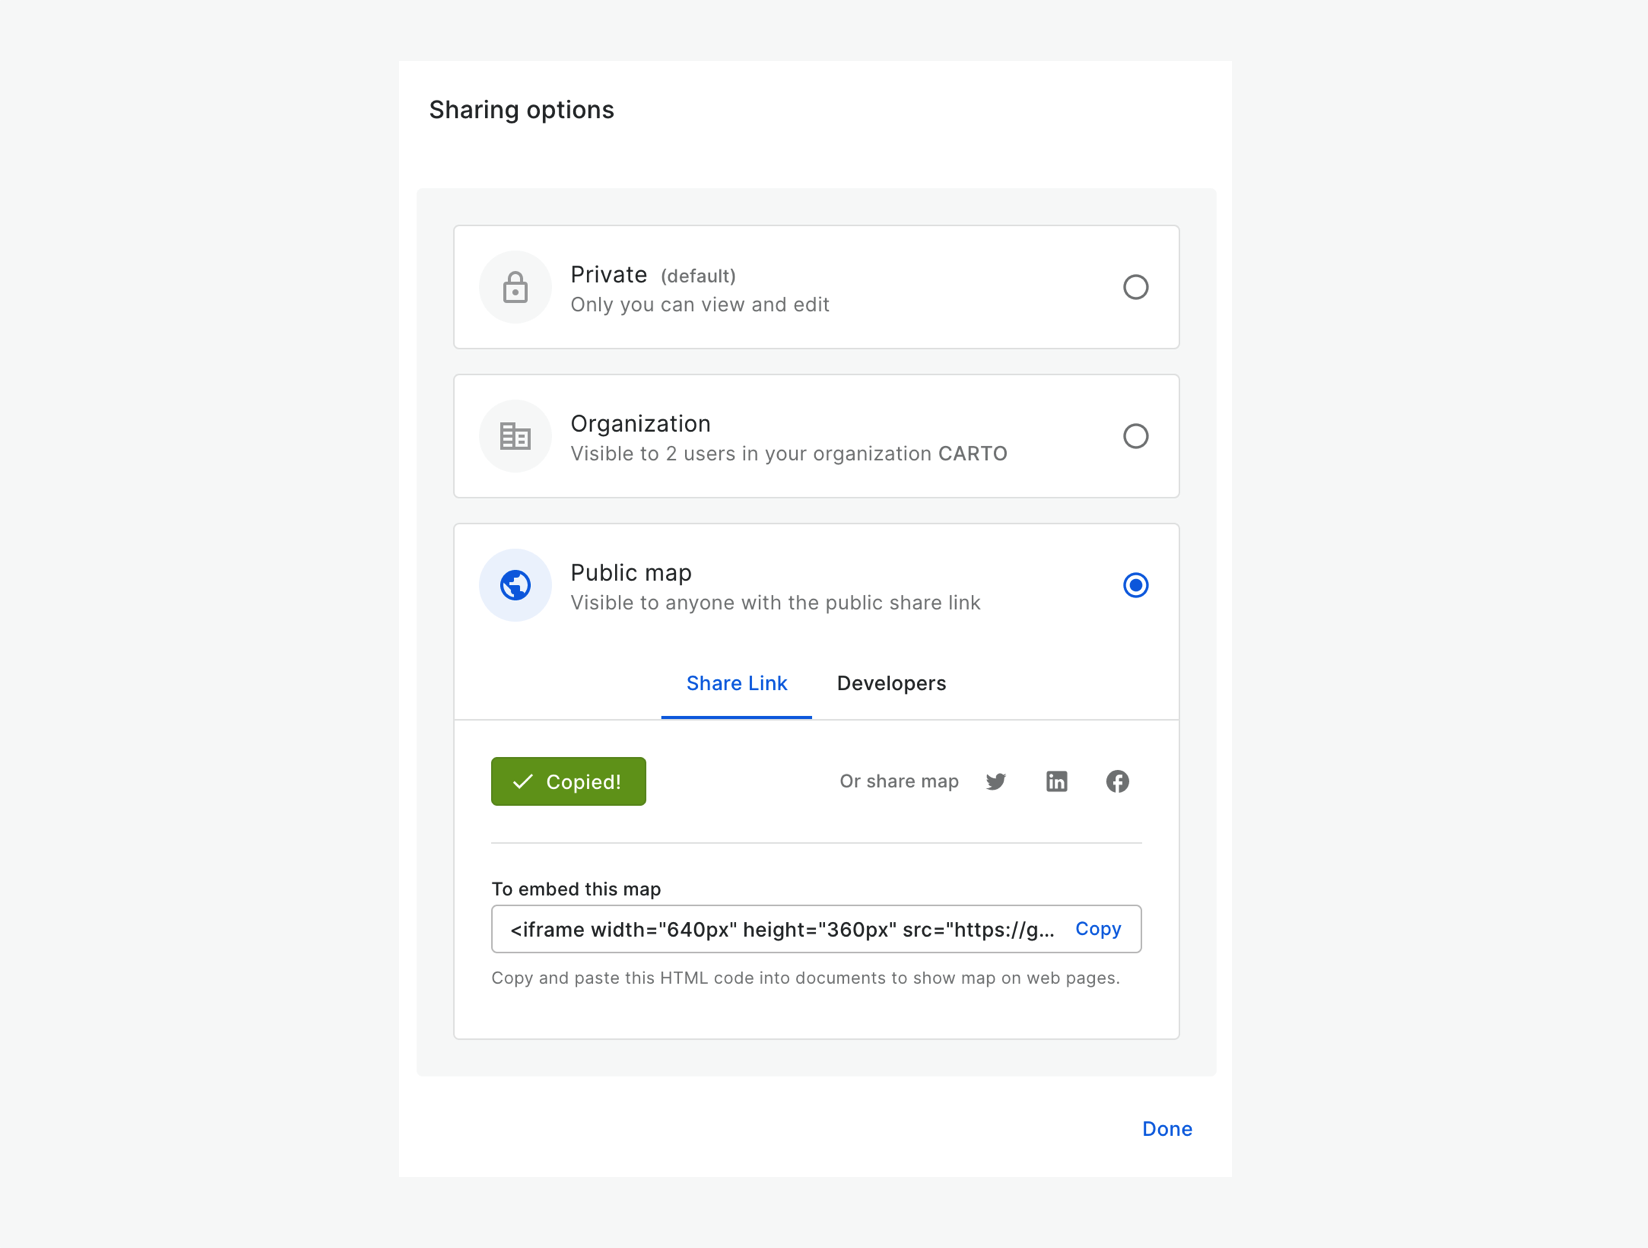 Sharing options
Private (default)
Only you can view and edit
Organization
Visible to 2 users in your organization CARTO
Public map
Visible to anyone with the public share link
Share Link Developers
Copied! Or share map
To embed this map
<iframe width="640px" height="360px" src="https://g... Copy
Copy and paste this HTML code into documents to show map on web pages.
Done